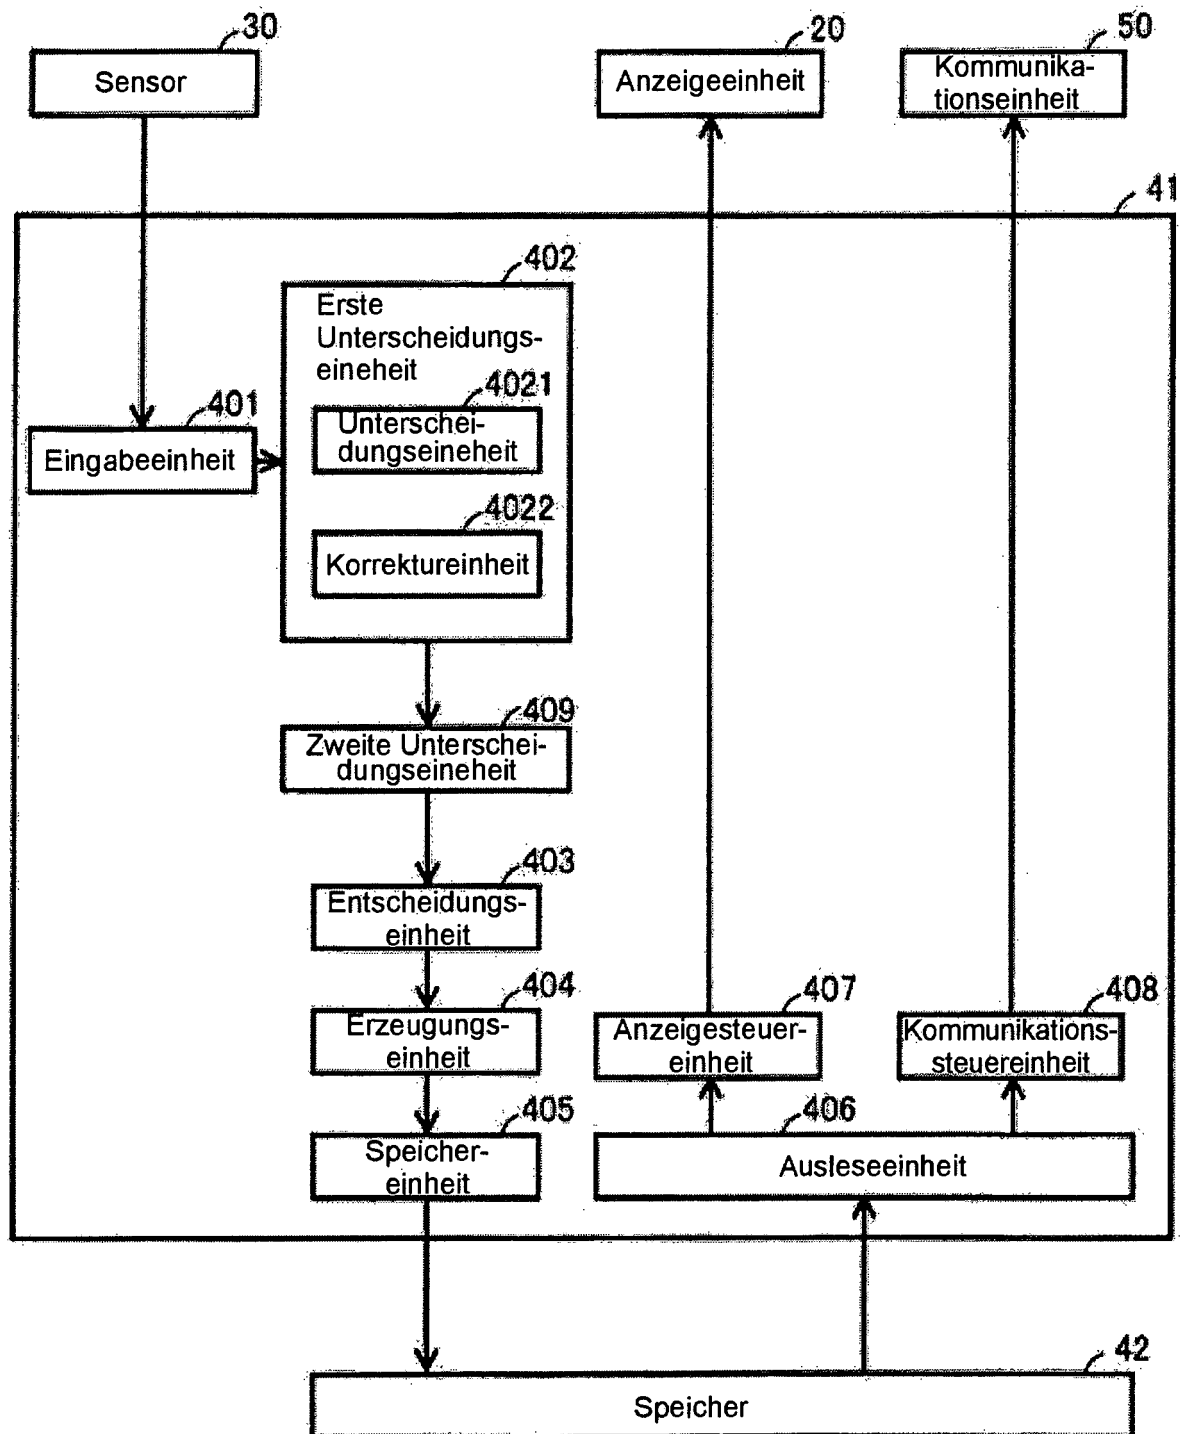 30
20
50
Sensor
Anzeigeeinheit
Kommunika-
tionseinheit
41
402
Erste
Unterscheidungs-
eineheit
4021
Unterschei-
dungseineheit
401
Eingabeeinheit
4022
Korrektureinheit
409
Zweite Unterschei-
dungseineheit
403
Entscheidungs-
einheit
404
Erzeugungs-
einheit
407
Anzeigesteuer-
einheit
408
Kommunikations-
steuereinheit
405
Speicher-
einheit
406
Ausleseeinheit
42
Speicher